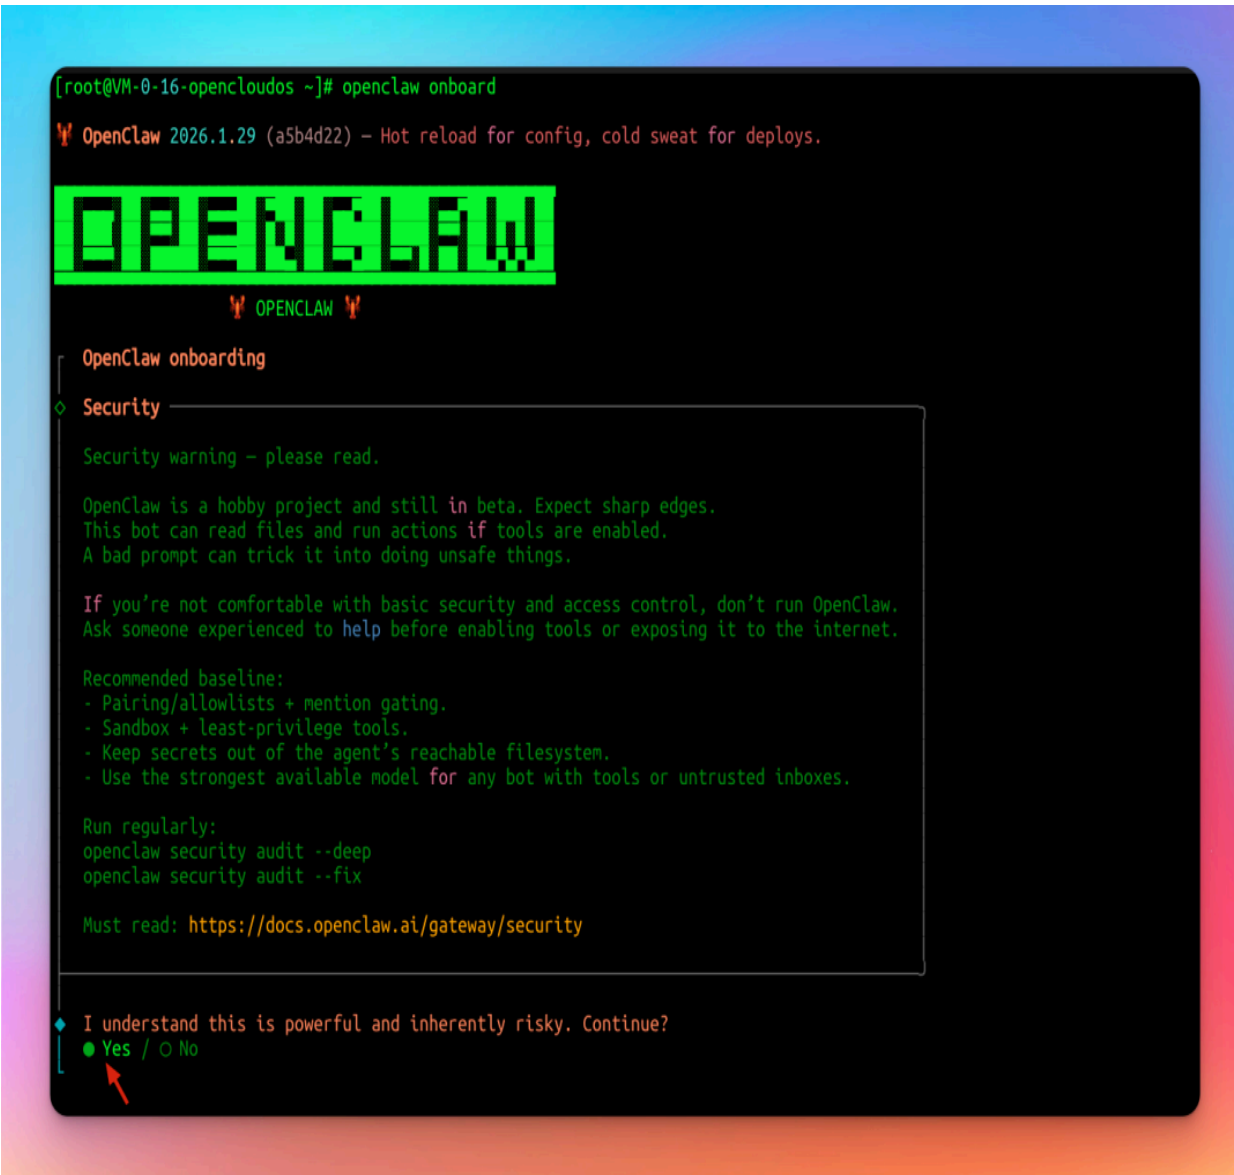 [root@VM-0-16-opencloudos ~]# openclaw onboard
🦞 OpenClaw 2026.1.29 (a5b4d22) — Hot reload for config, cold sweat for deploys.
OPENCLAW
🦞 OPENCLAW 🦞
OpenClaw onboarding
Security
Security warning — please read.
OpenClaw is a hobby project and still in beta. Expect sharp edges.
This bot can read files and run actions if tools are enabled.
A bad prompt can trick it into doing unsafe things.
If you’re not comfortable with basic security and access control, don’t run OpenClaw.
Ask someone experienced to help before enabling tools or exposing it to the internet.
Recommended baseline:
- Pairing/allowlists + mention gating.
- Sandbox + least-privilege tools.
- Keep secrets out of the agent’s reachable filesystem.
- Use the strongest available model for any bot with tools or untrusted inboxes.
Run regularly:
openclaw security audit --deep
openclaw security audit --fix
Must read: https://docs.openclaw.ai/gateway/security
I understand this is powerful and inherently risky. Continue?
● Yes / ○ No